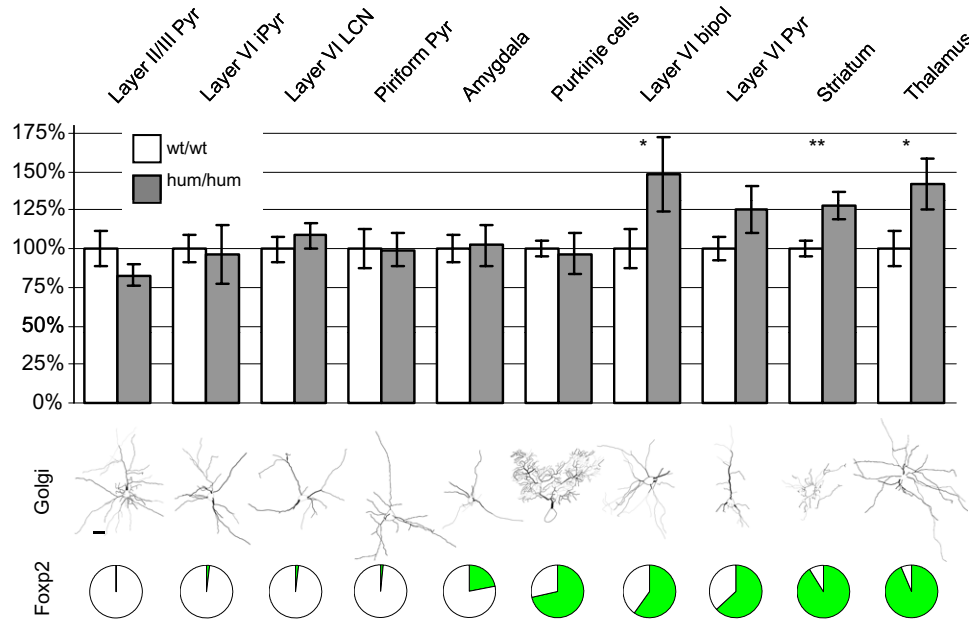 Layer II/III Pyr
Layer VI iPyr
Layer VI LCN
Piriform Pyr
Amygdala
Purkinje cells
Layer VI bipol
Layer VI Pyr
Striatum
Thalamus
175%
150%
125%
100%
75%
50%
25%
0%
wt/wt
hum/hum
*
**
*
Golgi
Foxp2